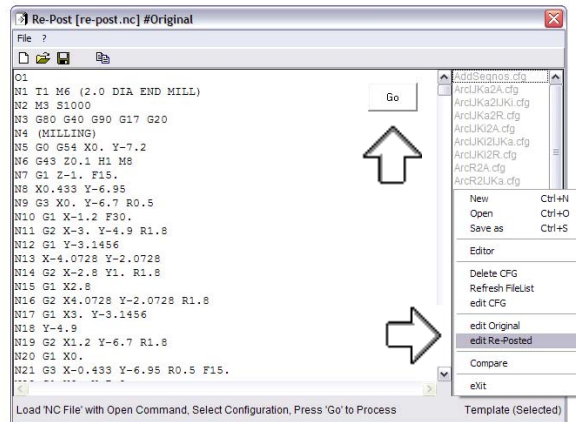 Re-Post [re-post.nc] #Original
File ?
O1
N1 T1 M6 (2.0 DIA END MILL)
N2 M3 S1000
N3 G80 G40 G90 G17 G20
N4 (MILLING)
N5 G0 G54 X0. Y-7.2
N6 G43 Z0.1 H1 M8
N7 G1 Z-1. F15.
N8 X0.433 Y-6.95
N9 G3 X0. Y-6.7 R0.5
N10 G1 X-1.2 F30.
N11 G2 X-3. Y-4.9 R1.8
N12 G1 Y-3.1456
N13 X-4.0728 Y-2.0728
N14 G2 X-2.8 Y1. R1.8
N15 G1 X2.8
N16 G2 X4.0728 Y-2.0728 R1.8
N17 G1 X3. Y-3.1456
N18 Y-4.9
N19 G2 X1.2 Y-6.7 R1.8
N20 G1 X0.
N21 G3 X-0.433 Y-6.95 R0.5 F15.
Go
AddSeqnos.cfg
ArcIJKa2A.cfg
ArcIJKa2IJKi.cfg
ArcIJKa2R.cfg
ArcIJKi2A.cfg
ArcIJKi2IJKa.cfg
ArcIJKi2R.cfg
ArcR2A.cfg
ArcR2IJKa.cfg
New Ctrl+N
Open Ctrl+O
Save as Ctrl+S
Editor
Delete CFG
Refresh FileList
edit CFG
edit Original
edit Re-Posted
Compare
eXit
Load 'NC File' with Open Command, Select Configuration, Press 'Go' to Process
Template (Selected)